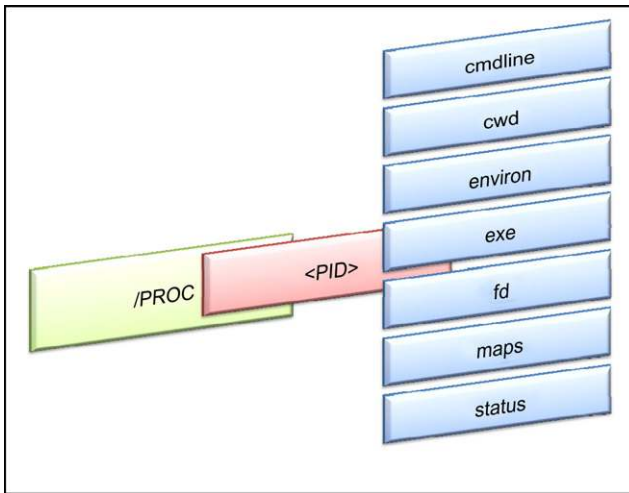 /PROC
<PID>
cmdline
cwd
environ
exe
fd
maps
status